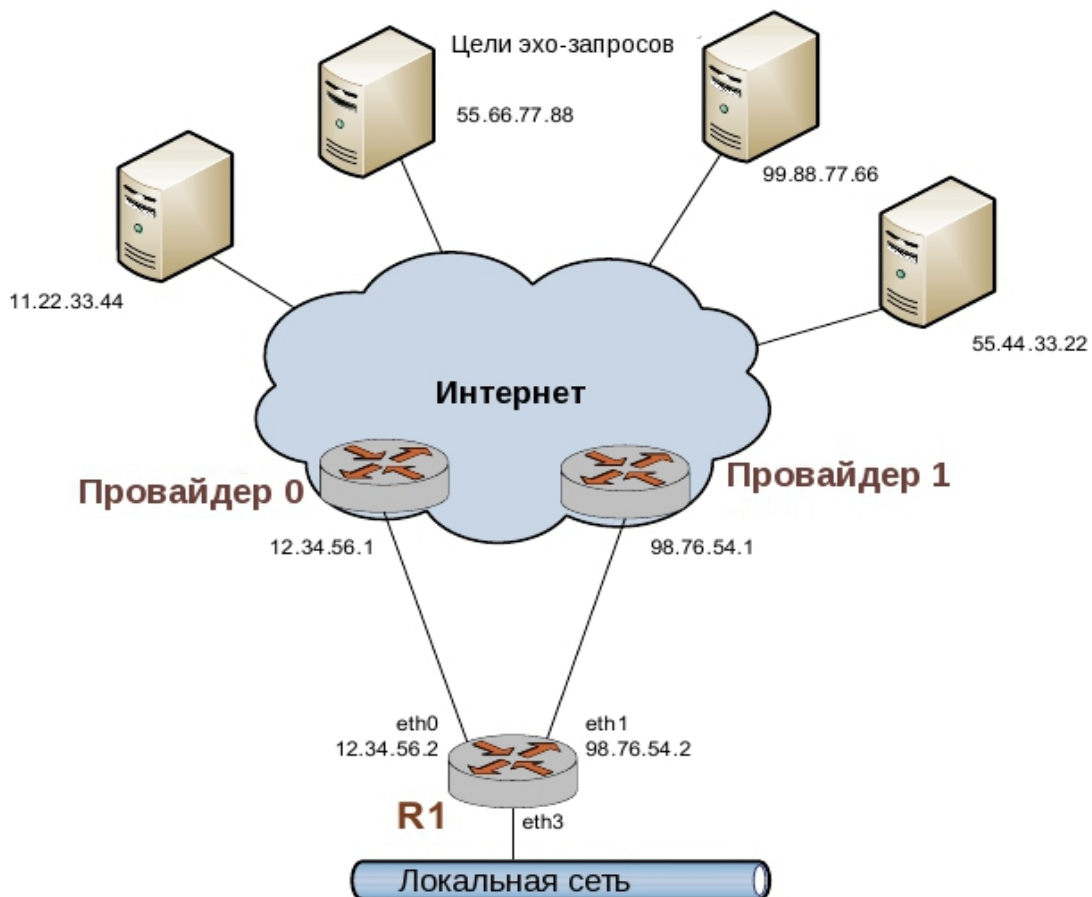 Цели эхо-запросов
55.66.77.88
99.88.77.66
11.22.33.44
55.44.33.22
Интернет
Провайдер 0
Провайдер 1
12.34.56.1
98.76.54.1
eth0
12.34.56.2
eth1
98.76.54.2
R1
eth3
Локальная сеть